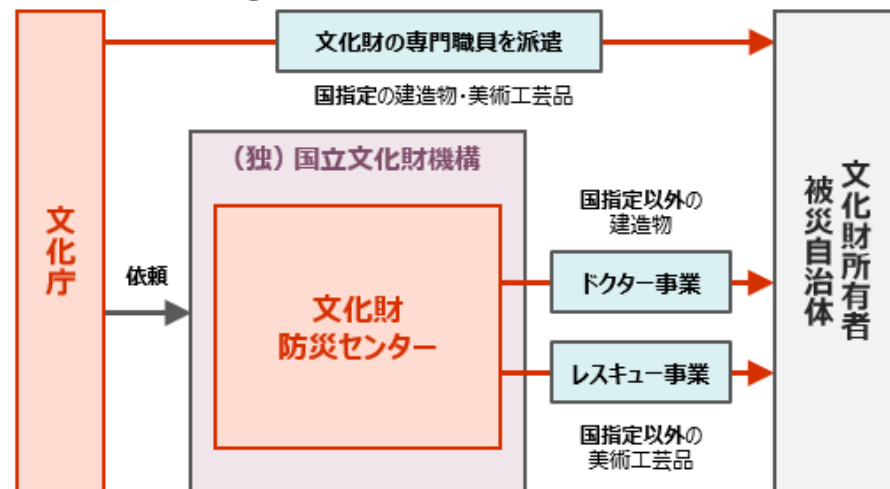 文化財の専門職員を派遣
国指定の建造物・美術工芸品
文化庁
依頼
（独）国立文化財機構
文化財
防災センター
国指定以外の
建造物
ドクター事業
レスキュー事業
国指定以外の
美術工芸品
文化財所有者
被災自治体